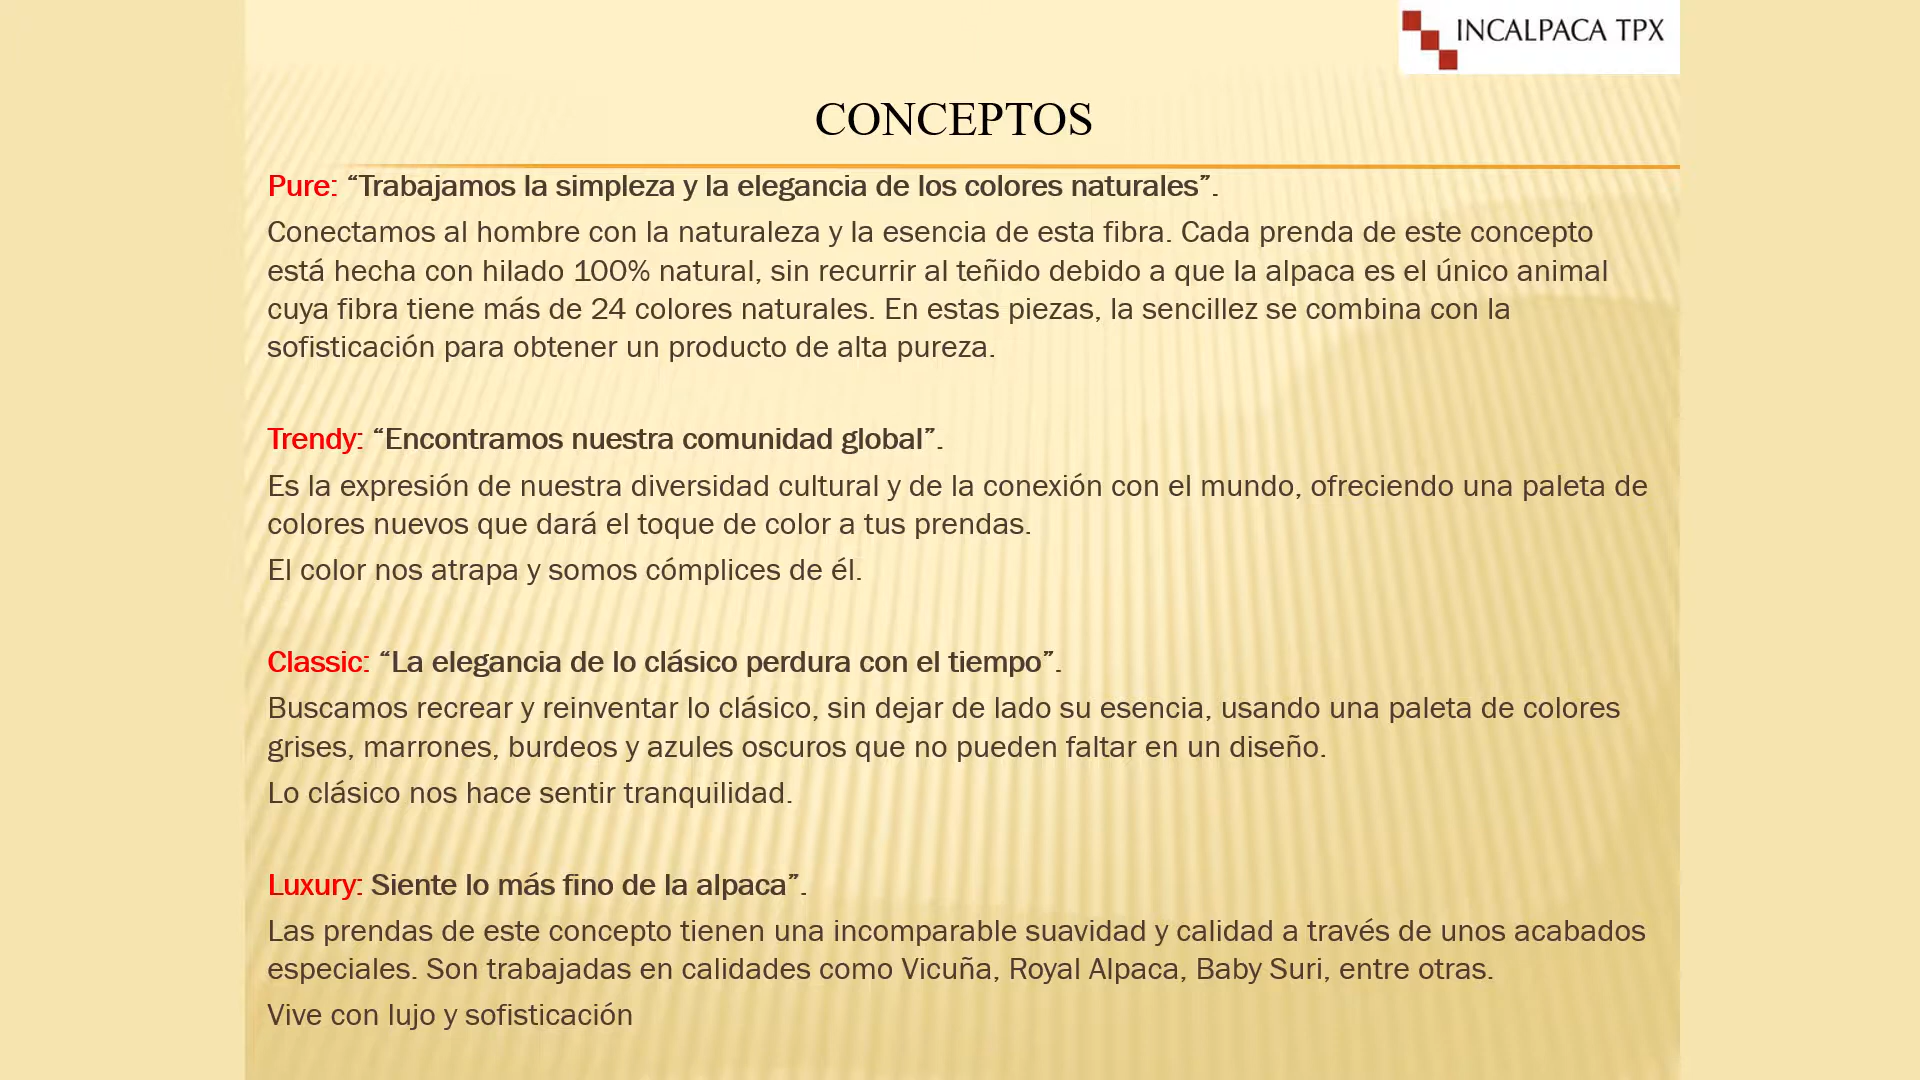 INCALPACA TPX
CONCEPTOS
Pure: “Trabajamos la simpleza y la elegancia de los colores naturales”.
Conectamos al hombre con la naturaleza y la esencia de esta fibra. Cada prenda de este concepto
está hecha con hilado 100% natural, sin recurrir al teñido debido a que la alpaca es el único animal
cuya fibra tiene más de 24 colores naturales. En estas piezas, la sencillez se combina con la
sofisticación para obtener un producto de alta pureza.
Trendy: “Encontramos nuestra comunidad global”.
Es la expresión de nuestra diversidad cultural y de la conexión con el mundo, ofreciendo una paleta de
colores nuevos que dará el toque de color a tus prendas.
El color nos atrapa y somos cómplices de él.
Classic: “La elegancia de lo clásico perdura con el tiempo”.
Buscamos recrear y reinventar lo clásico, sin dejar de lado su esencia, usando una paleta de colores
grises, marrones, burdeos y azules oscuros que no pueden faltar en un diseño.
Lo clásico nos hace sentir tranquilidad.
Luxury: Siente lo más fino de la alpaca”.
Las prendas de este concepto tienen una incomparable suavidad y calidad a través de unos acabados
especiales. Son trabajadas en calidades como Vicuña, Royal Alpaca, Baby Suri, entre otras.
Vive con lujo y sofisticación